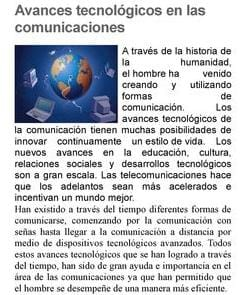 Avances tecnológicos en las
comunicaciones
A través de la historia de
la humanidad,
el hombre ha venido
creando y utilizando
formas de
comunicación. Los
avances tecnológicos de
la comunicación tienen muchas posibilidades de
innovar continuamente un estilo de vida. Los
nuevos avances en la educación, cultura,
relaciones sociales y desarrollos tecnológicos
son a gran escala. Las telecomunicaciones hace
que los adelantos sean más acelerados e
incentivan un mundo mejor.
Han existido a través del tiempo diferentes formas de
comunicarse, comenzando por la comunicación con
señas hasta llegar a la comunicación a distancia por
medio de dispositivos tecnológicos avanzados. Todos
estos avances tecnológicos que se han logrado a través
del tiempo, han sido de gran ayuda e importancia en el
área de las comunicaciones ya que han permitido que
el hombre se desempeñe de una manera más eficiente.